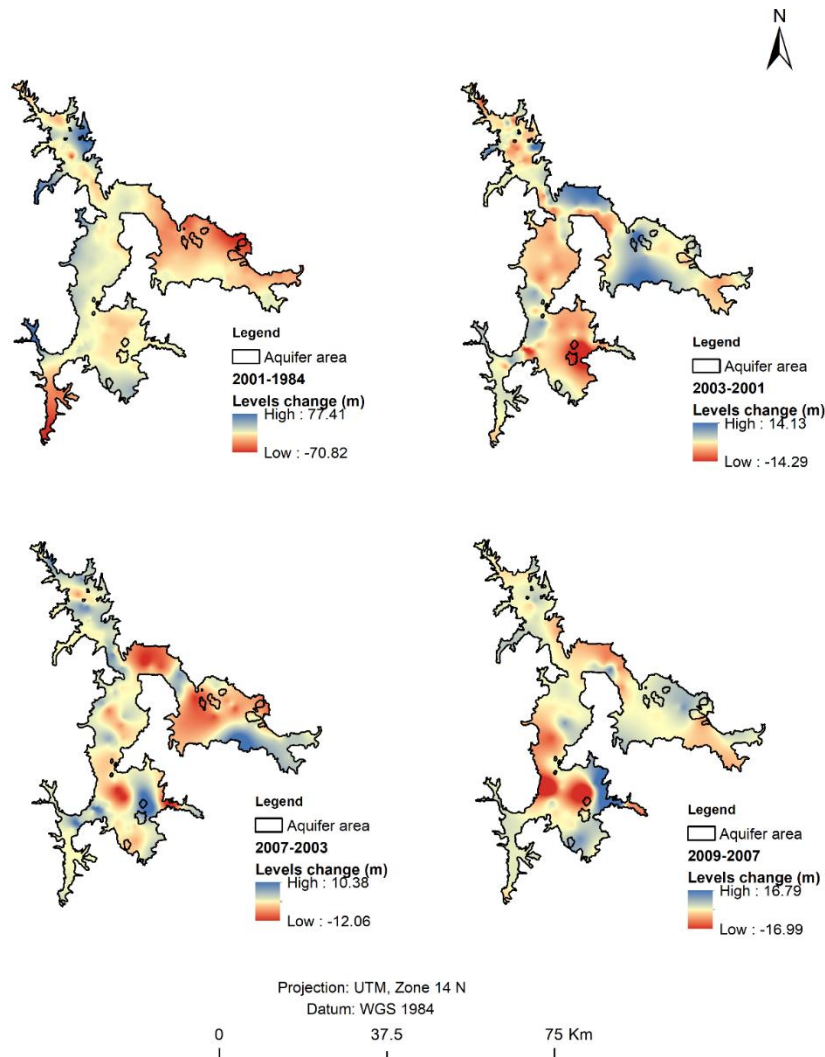 N
Legend
Aquifer area
2001-1984
Levels change (m)
High : 77.41
Low : -70.82
Legend
Aquifer area
2003-2001
Levels change (m)
High : 14.13
Low : -14.29
Legend
Aquifer area
2007-2003
Levels change (m)
High : 10.38
Low : -12.06
Legend
Aquifer area
2009-2007
Levels change (m)
High : 16.79
Low : -16.99
Projection: UTM, Zone 14 N
Datum: WGS 1984
0 37.5 75 Km